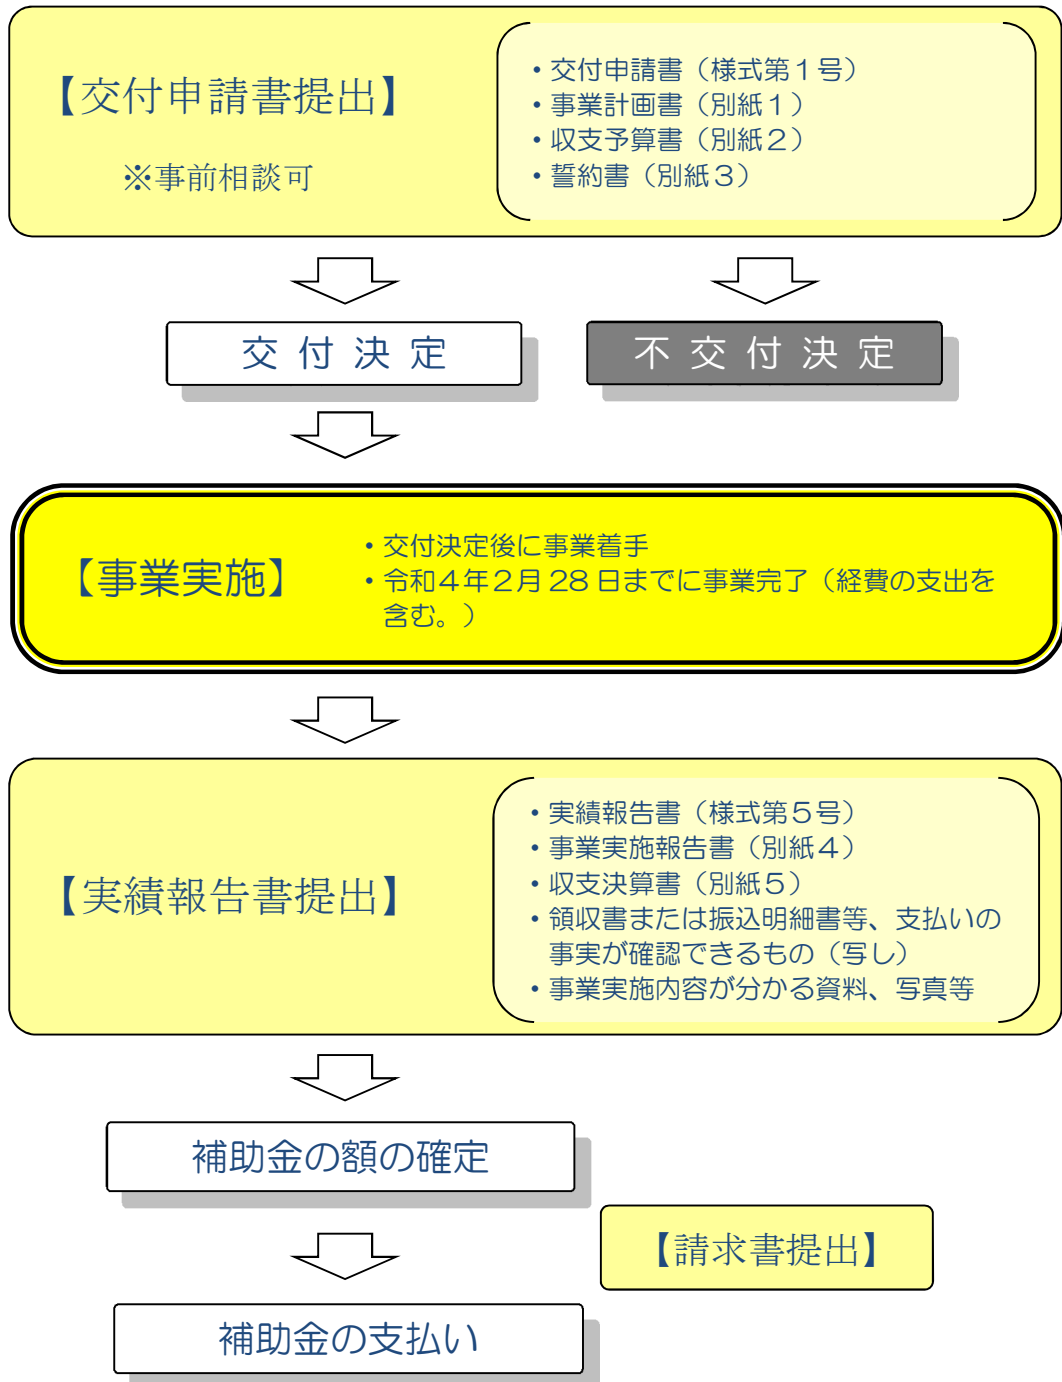 【交付申請書提出】
※事前相談可
・交付申請書（様式第１号）
・事業計画書（別紙１）
・収支予算書（別紙２）
・誓約書（別紙３）
交 付 決 定
不 交 付 決 定
【事業実施】
・交付決定後に事業着手
・令和４年２月 28 日までに事業完了（経費の支出を
含む。）
【実績報告書提出】
・実績報告書（様式第５号）
・事業実施報告書（別紙４）
・収支決算書（別紙５）
・領収書または振込明細書等、支払いの
事実が確認できるもの（写し）
・事業実施内容が分かる資料、写真等
補助金の額の確定
【請求書提出】
補助金の支払い